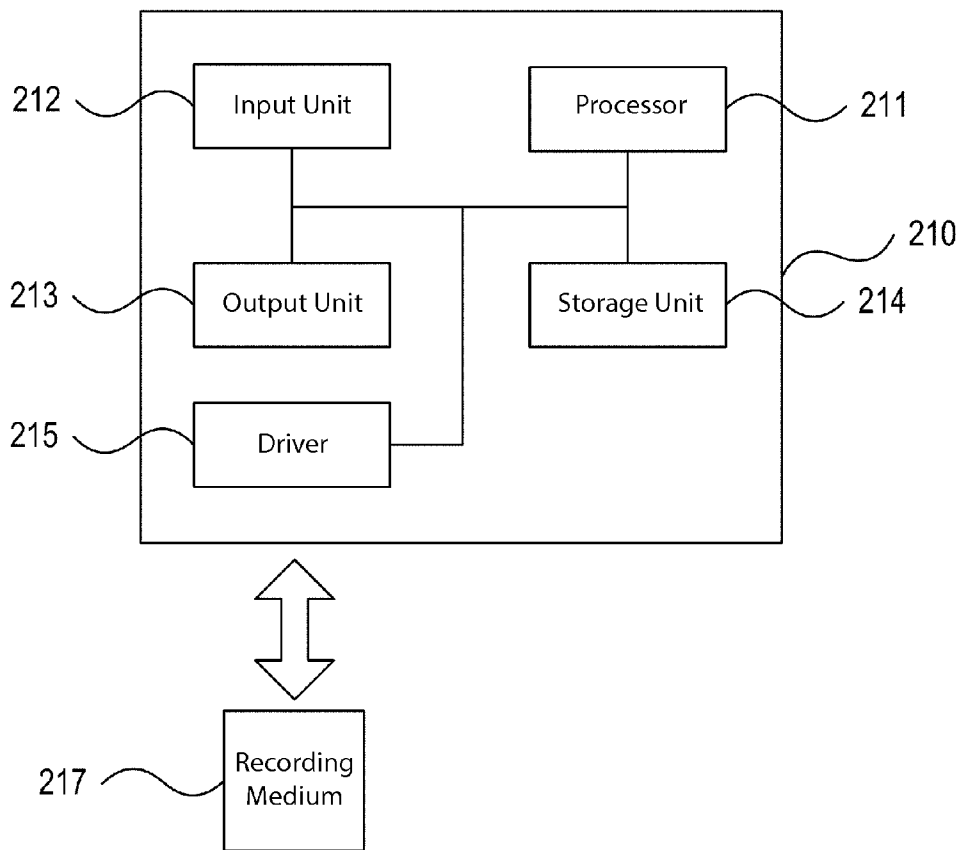 212
Input Unit
Processor
211
210
213
Output Unit
Storage Unit
214
215
Driver
217
Recording
Medium